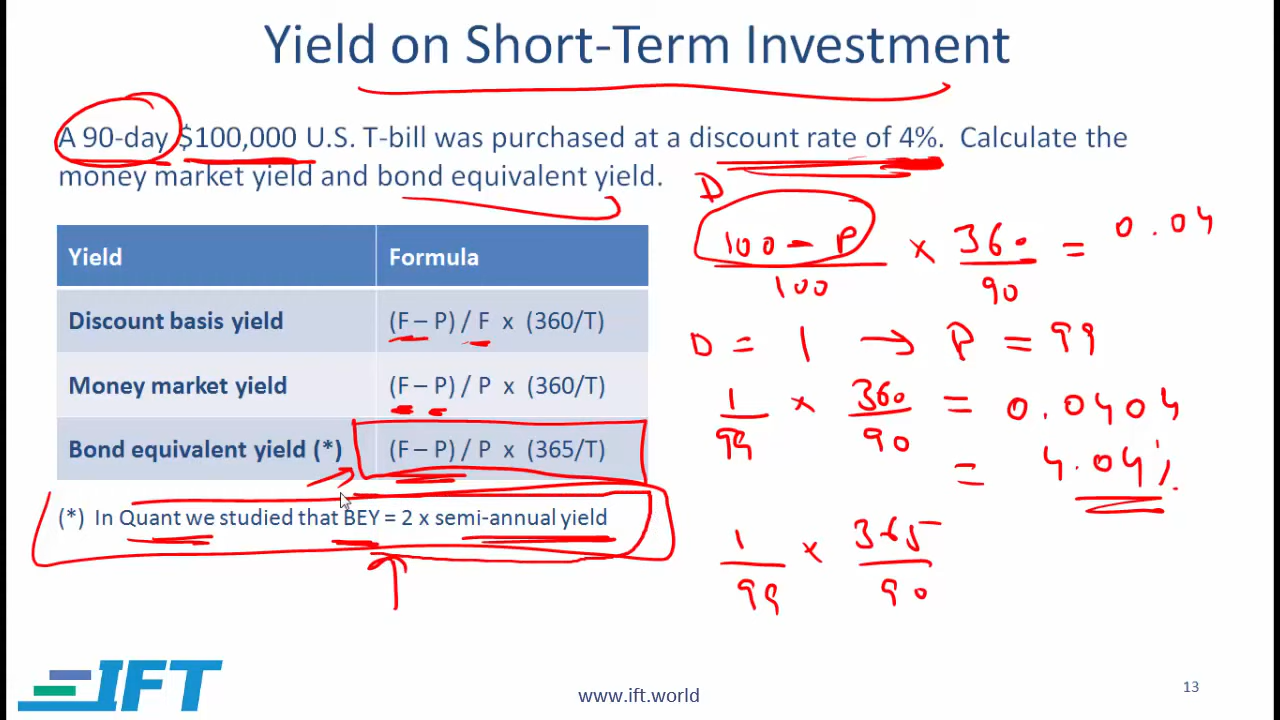 Yield on Short-Term Investment
A 90-day $100,000 U.S. T-bill was purchased at a discount rate of 4%. Calculate the
money market yield and bond equivalent yield.
D
100 - P / 100 × 360 / 90 = 0.04
Yield Formula
Discount basis yield (F – P) / F x (360/T)
D = 1 → P = 99
Money market yield (F – P) / P x (360/T)
1 / 99 × 360 / 90 = 0.0404
= 4.04%
Bond equivalent yield (*) (F – P) / P x (365/T)
(*) In Quant we studied that BEY = 2 x semi-annual yield
1 / 99 × 365 / 90
IFT
www.ift.world
13